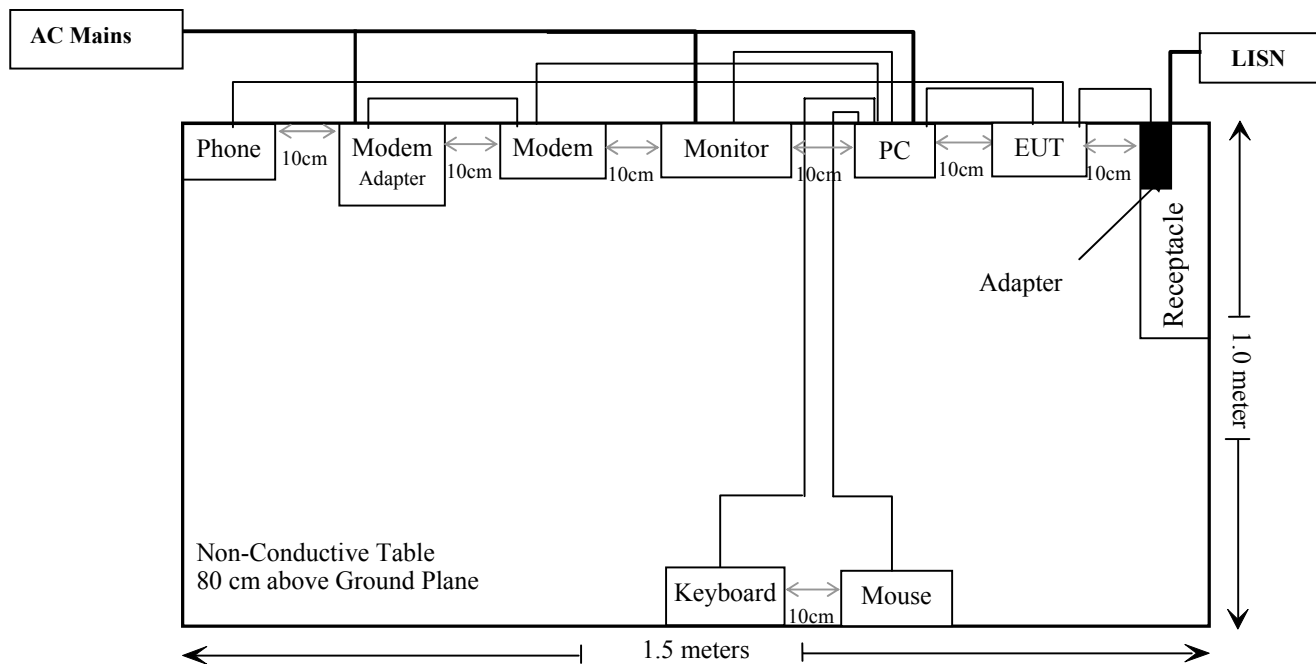 AC Mains
LISN
Phone
10cm
Modem
Adapter
10cm
Modem
10cm
Monitor
10cm
PC
10cm
EUT
10cm
Adapter
Receptacle
1.0 meter
Non-Conductive Table
80 cm above Ground Plane
Keyboard
10cm
Mouse
1.5 meters